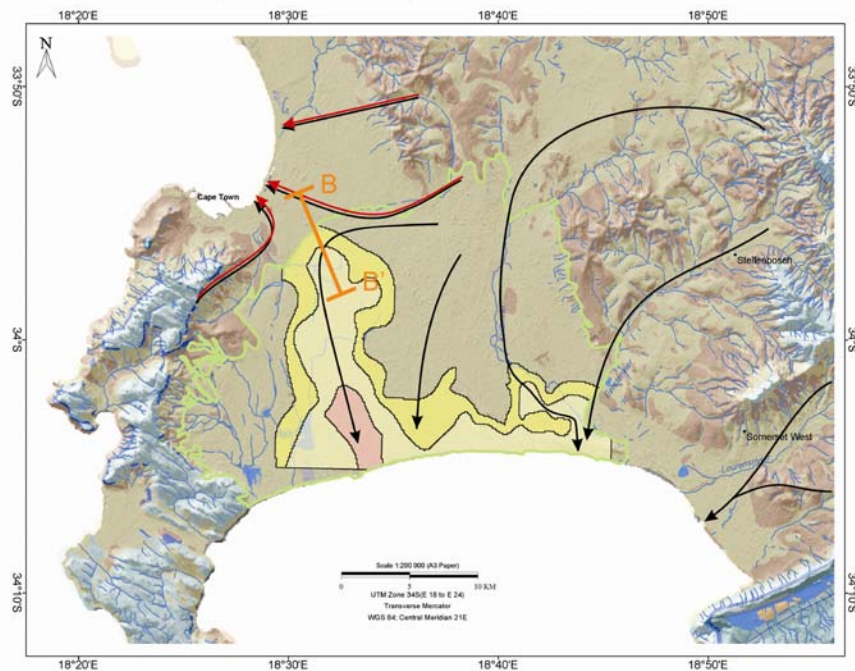 18°20'E 18°30'E 18°40'E 18°50'E
N
33°50'S 33°50'S
B
Cape Town
Stellenbosch
B'
34°S 34°S
Somerset West
Scale 1:200 900 (A3 Paper)
0 5 10 KM
UTM Zone 34S(E 18 to E 24)
Transverse Mercator
WGS 84; Central Meridian 21E
34°10'S 34°10'S
18°20'E 18°30'E 18°40'E 18°50'E